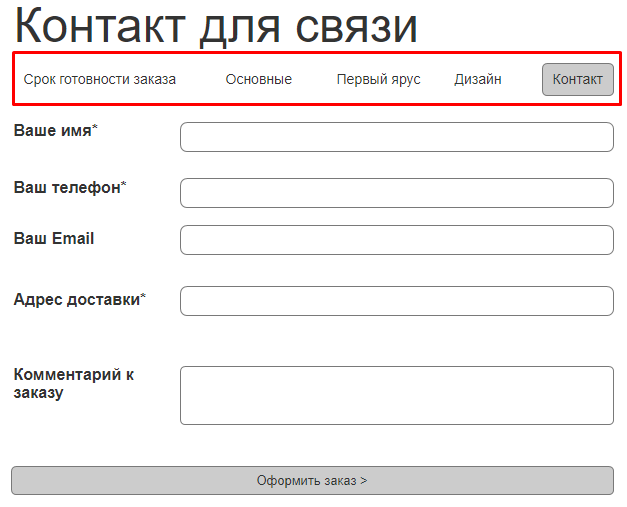 Контакт для связи
Срок готовности заказа Основные Первый ярус Дизайн Контакт
Ваше имя*
Ваш телефон*
Ваш Email
Адрес доставки*
Комментарий к
заказу
Оформить заказ >